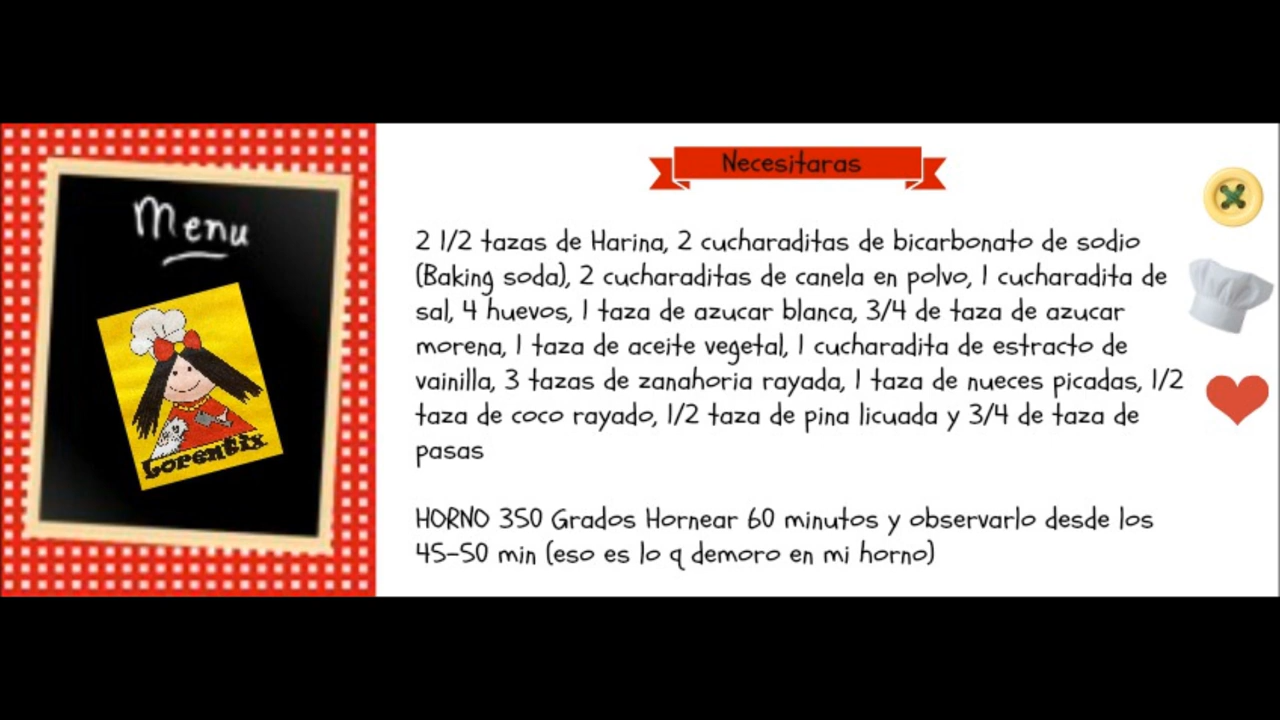 Menu
Lorentix
Necesitaras
2 1/2 tazas de Harina, 2 cucharaditas de bicarbonato de sodio
(Baking soda), 2 cucharaditas de canela en polvo, 1 cucharadita de
sal, 4 huevos, 1 taza de azucar blanca, 3/4 de taza de azucar
morena, 1 taza de aceite vegetal, 1 cucharadita de estracto de
vainilla, 3 tazas de zanahoria rayada, 1 taza de nueces picadas, 1/2
taza de coco rayado, 1/2 taza de pina licuada y 3/4 de taza de
pasas
HORNO 350 Grados Hornear 60 minutos y observarlo desde los
45-50 min (eso es lo q demoro en mi horno)